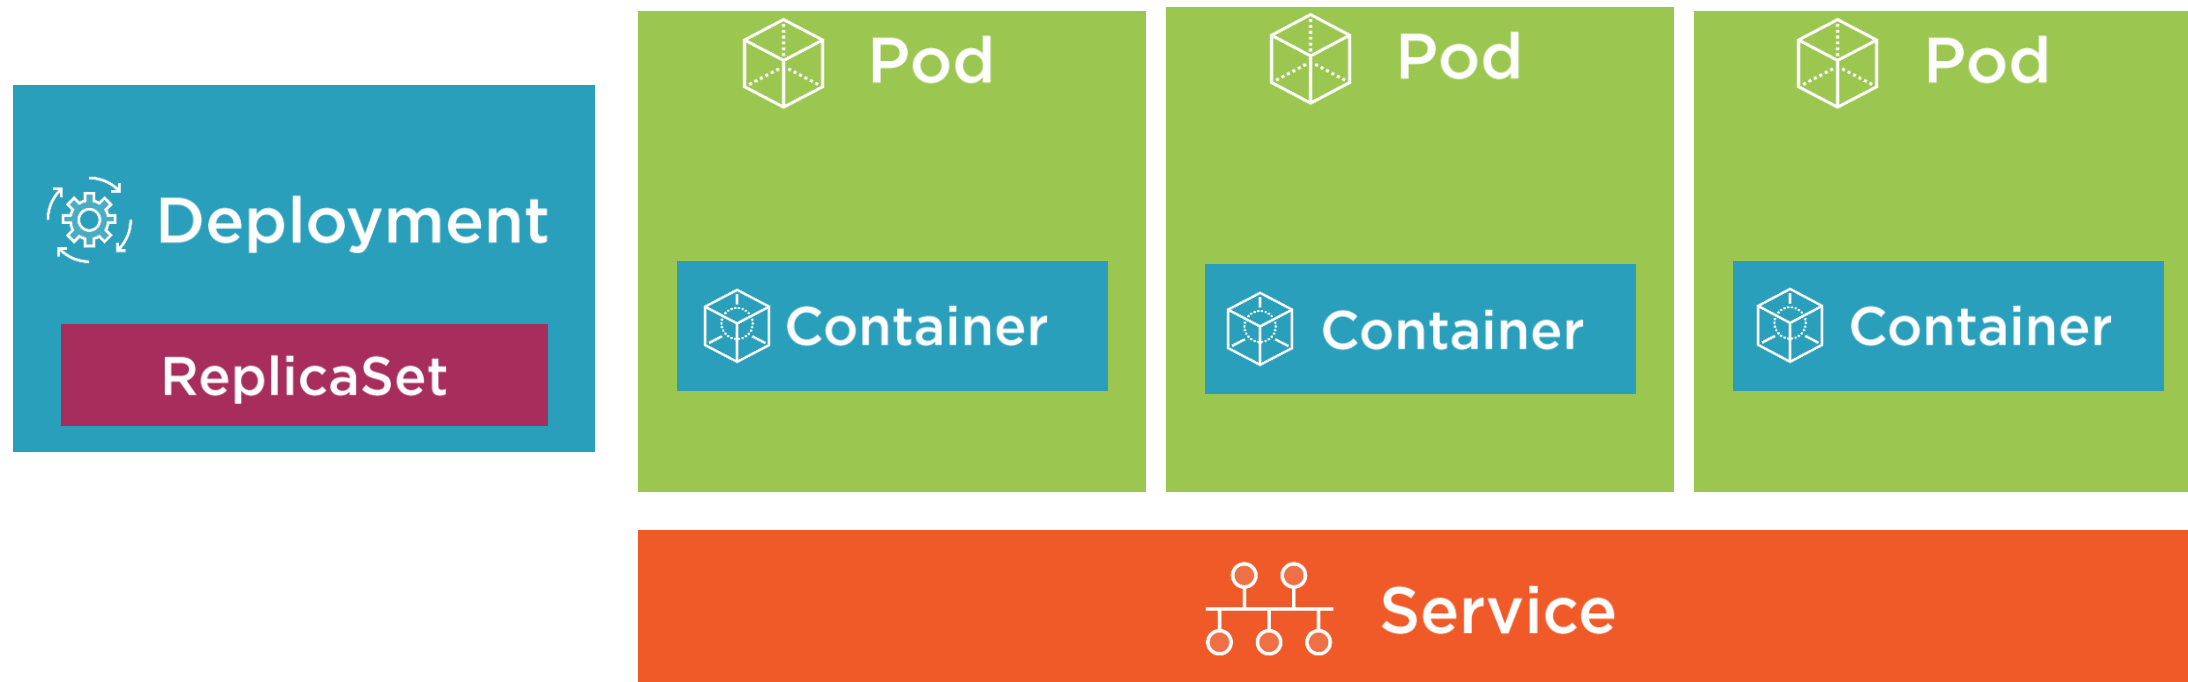 Deployment
ReplicaSet
Pod
Container
Pod
Container
Pod
Container
Service